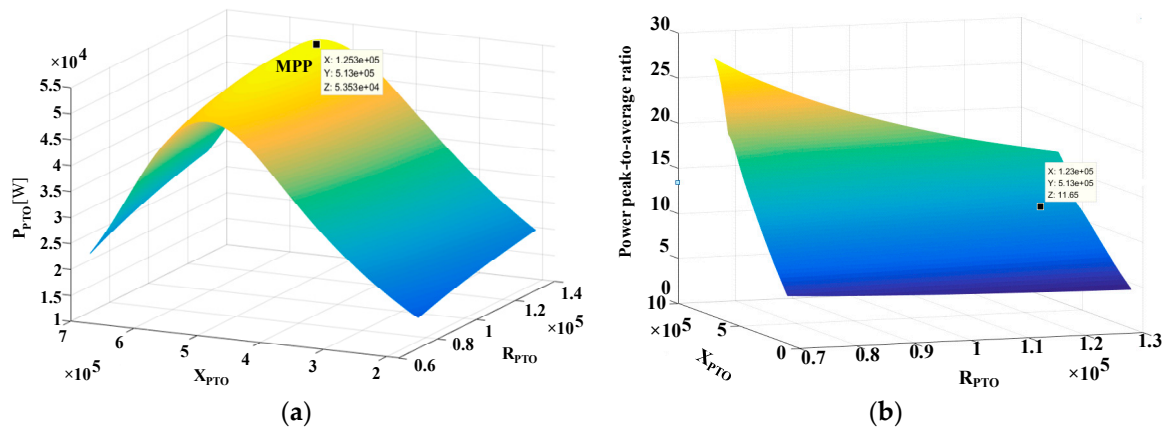 ×10⁴
5.5
5
4.5
4
3.5
3
2.5
2
1.5
1
P_PTO[W]
MPP
X: 1.253e+05
Y: 5.13e+05
Z: 5.353e+04
7
6
5
4
3
2
×10⁵
X_PTO
0.6
0.8
1
1.2
1.4
×10⁵
R_PTO
(a)
30
25
20
15
10
5
0
Power peak-to-average ratio
X: 1.23e+05
Y: 5.13e+05
Z: 11.65
10
5
0
×10⁵
X_PTO
0.7
0.8
0.9
1
1.1
1.2
1.3
×10⁵
R_PTO
(b)